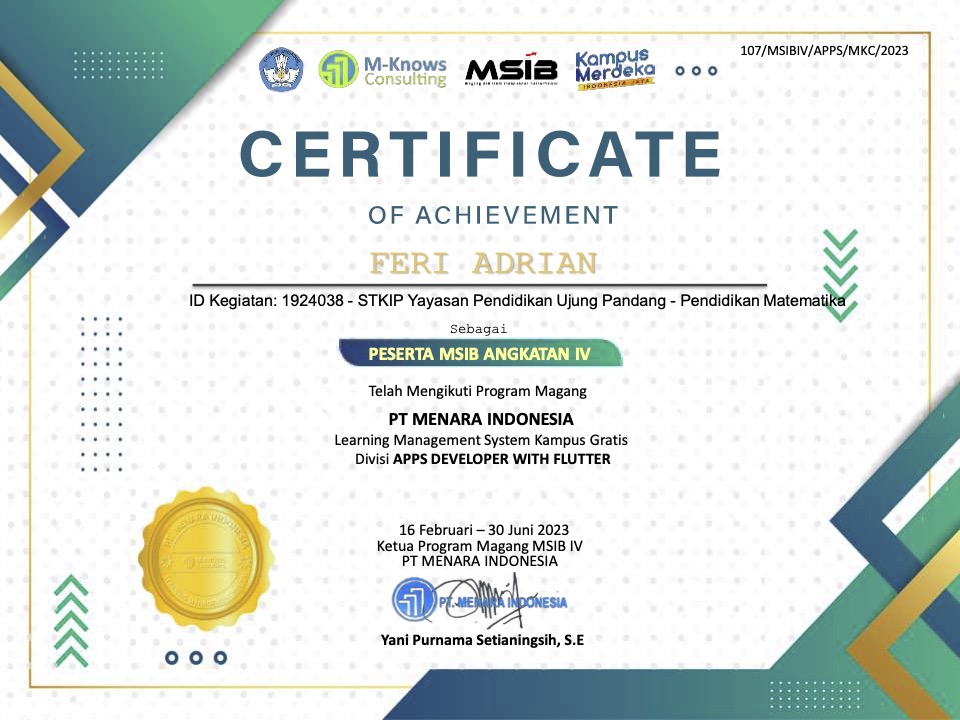 107/MSIBIV/APPS/MKC/2023
M-Knows
Consulting
MSIB
Kampus
Merdeka
INDONESIA JAYA
CERTIFICATE
OF ACHIEVEMENT
FERI ADRIAN
ID Kegiatan: 1924038 - STKIP Yayasan Pendidikan Ujung Pandang - Pendidikan Matematika
Sebagai
PESERTA MSIB ANGKATAN IV
Telah Mengikuti Program Magang
PT MENARA INDONESIA
Learning Management System Kampus Gratis
Divisi APPS DEVELOPER WITH FLUTTER
16 Februari – 30 Juni 2023
Ketua Program Magang MSIB IV
PT MENARA INDONESIA
PT. MENARA INDONESIA
PT. MENARA INDONESIA
Yani Purnama Setianingsih, S.E